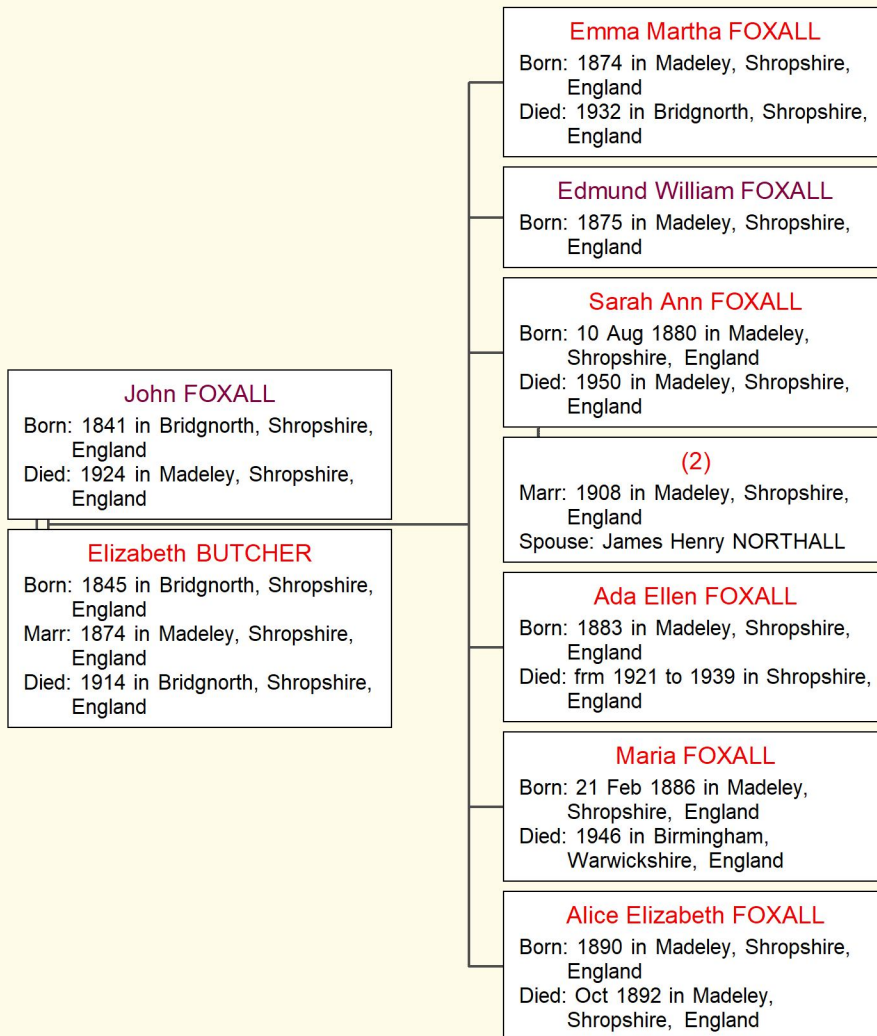 Emma Martha FOXALL
Born: 1874 in Madeley, Shropshire,
England
Died: 1932 in Bridgnorth, Shropshire,
England
Edmund William FOXALL
Born: 1875 in Madeley, Shropshire,
England
Sarah Ann FOXALL
Born: 10 Aug 1880 in Madeley,
Shropshire, England
Died: 1950 in Madeley, Shropshire,
England
John FOXALL
Born: 1841 in Bridgnorth, Shropshire,
England
Died: 1924 in Madeley, Shropshire,
England
(2)
Marr: 1908 in Madeley, Shropshire,
England
Spouse: James Henry NORTHALL
Elizabeth BUTCHER
Born: 1845 in Bridgnorth, Shropshire,
England
Marr: 1874 in Madeley, Shropshire,
England
Died: 1914 in Bridgnorth, Shropshire,
England
Ada Ellen FOXALL
Born: 1883 in Madeley, Shropshire,
England
Died: frm 1921 to 1939 in Shropshire,
England
Maria FOXALL
Born: 21 Feb 1886 in Madeley,
Shropshire, England
Died: 1946 in Birmingham,
Warwickshire, England
Alice Elizabeth FOXALL
Born: 1890 in Madeley, Shropshire,
England
Died: Oct 1892 in Madeley,
Shropshire, England